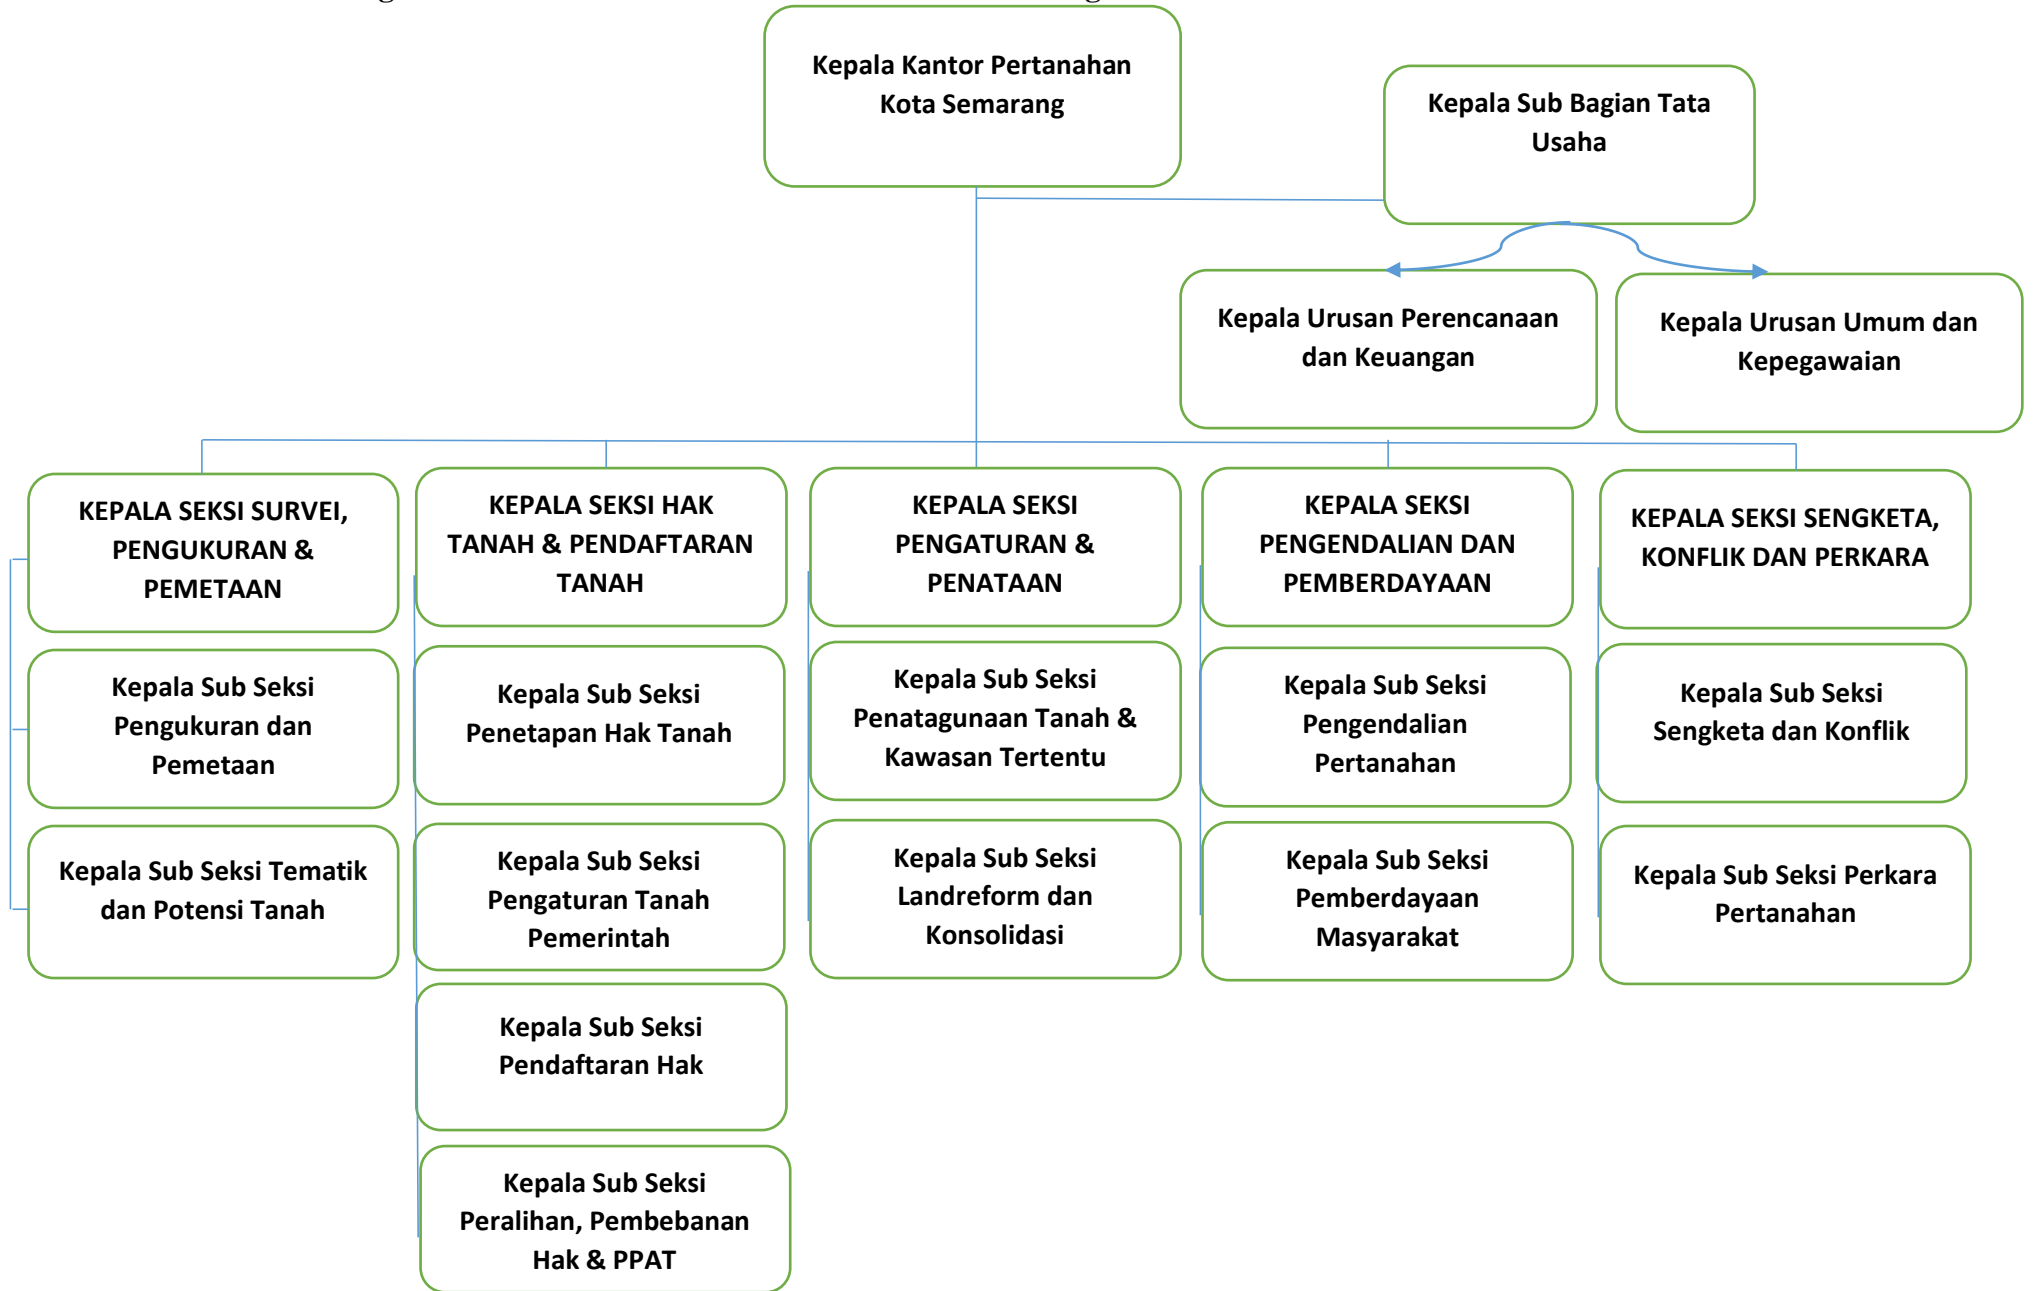 Kepala Kantor Pertanahan
Kota Semarang
Kepala Sub Bagian Tata
Usaha
Kepala Urusan Perencanaan
dan Keuangan
Kepala Urusan Umum dan
Kepegawaian
KEPALA SEKSI SURVEI,
PENGUKURAN &
PEMETAAN
KEPALA SEKSI HAK
TANAH & PENDAFTARAN
TANAH
KEPALA SEKSI
PENGATURAN &
PENATAAN
KEPALA SEKSI
PENGENDALIAN DAN
PEMBERDAYAAN
KEPALA SEKSI SENGKETA,
KONFLIK DAN PERKARA
Kepala Sub Seksi
Pengukuran dan
Pemetaan
Kepala Sub Seksi
Penetapan Hak Tanah
Kepala Sub Seksi
Penatagunaan Tanah &
Kawasan Tertentu
Kepala Sub Seksi
Pengendalian
Pertanahan
Kepala Sub Seksi
Sengketa dan Konflik
Kepala Sub Seksi Tematik
dan Potensi Tanah
Kepala Sub Seksi
Pengaturan Tanah
Pemerintah
Kepala Sub Seksi
Landreform dan
Konsolidasi
Kepala Sub Seksi
Pemberdayaan
Masyarakat
Kepala Sub Seksi Perkara
Pertanahan
Kepala Sub Seksi
Pendaftaran Hak
Kepala Sub Seksi
Peralihan, Pembebanan
Hak & PPAT